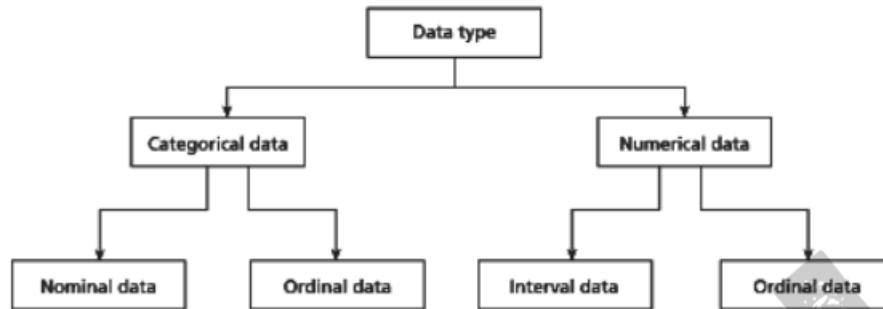 Data type
Categorical data
Numerical data
Nominal data
Ordinal data
Interval data
Ordinal data